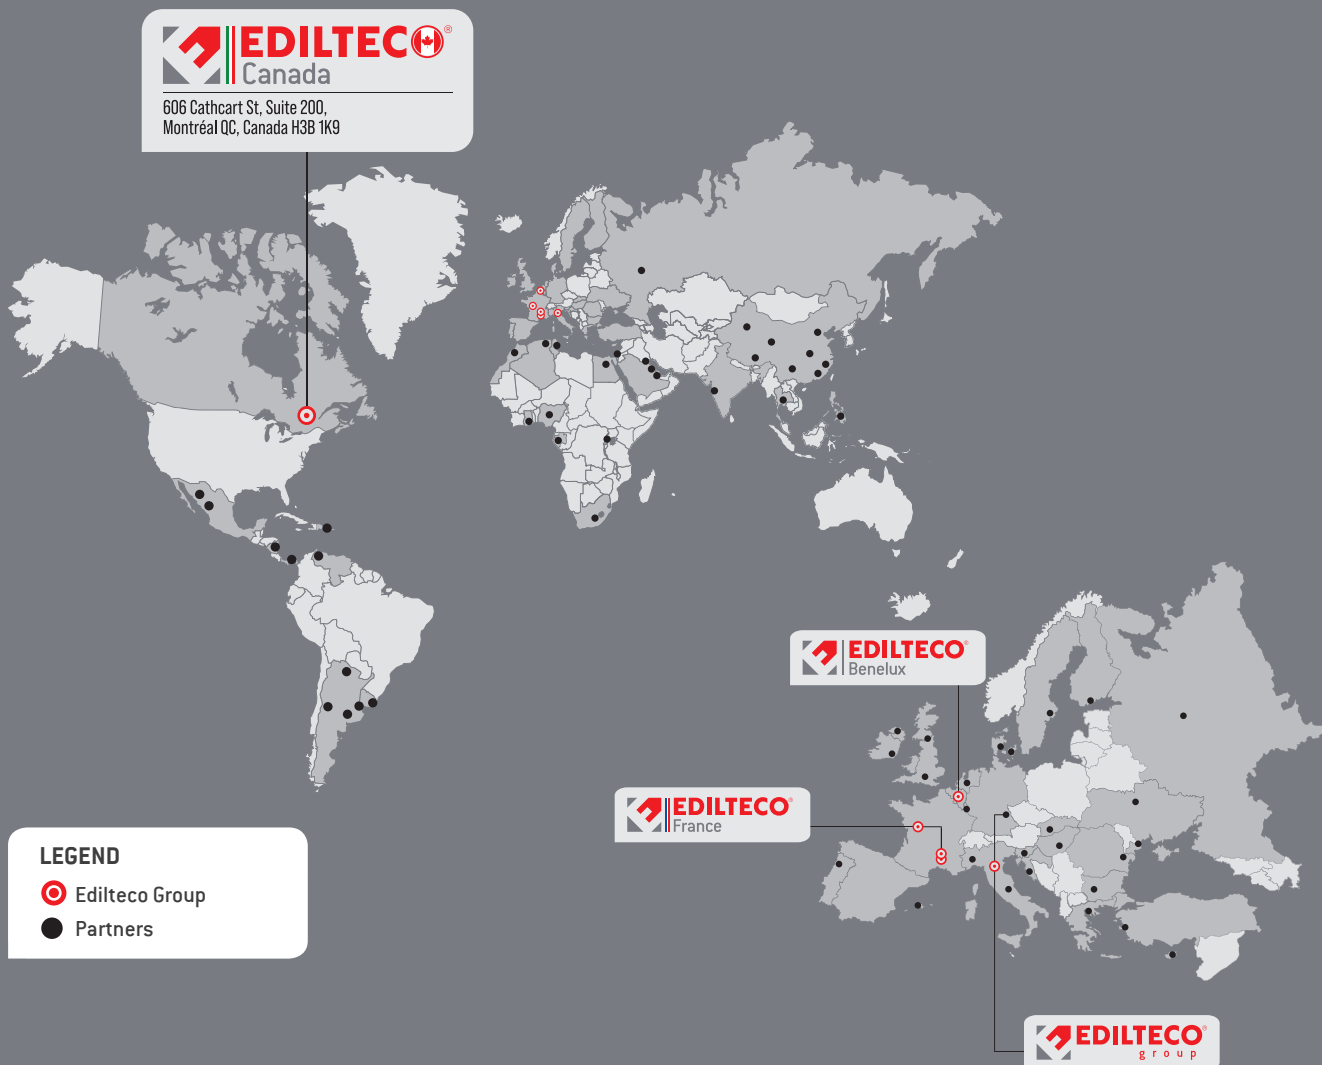 EDILTECO®
Canada
606 Cathcart St, Suite 200,
Montréal QC, Canada H3B 1K9
EDILTECO®
Benelux
EDILTECO®
France
LEGEND
Edilteco Group
Partners
EDILTECO®
group